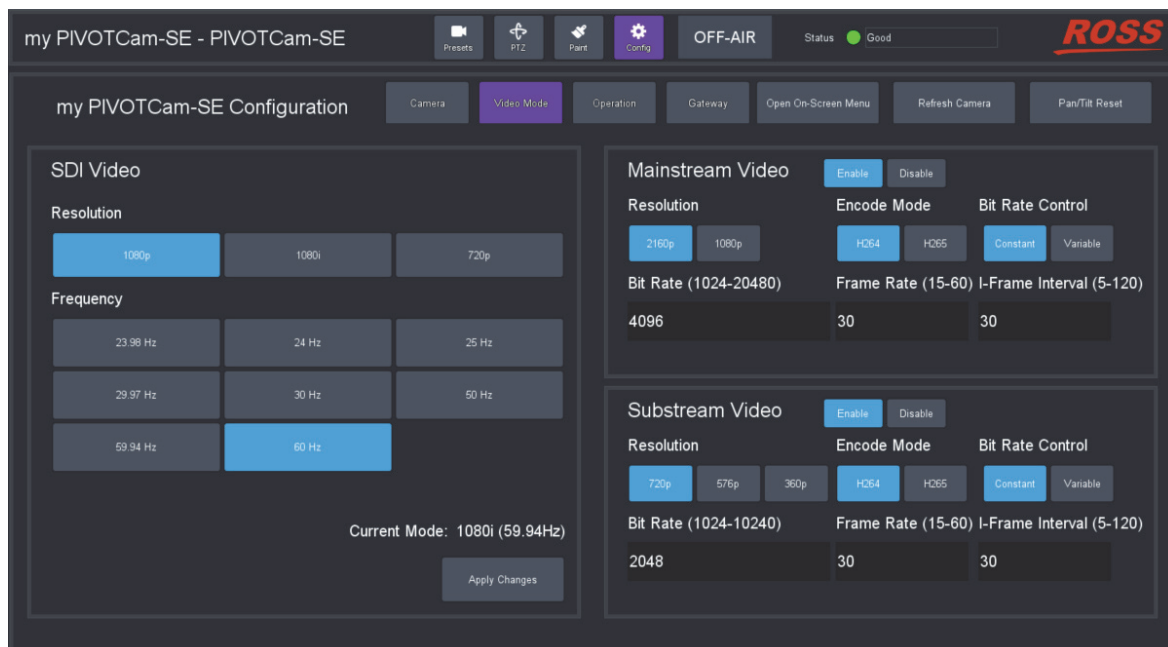 my PIVOTCam-SE - PIVOTCam-SE
Presets
PTZ
Paint
Config
OFF-AIR
Status
Good
ROSS
my PIVOTCam-SE Configuration
Camera
Video Mode
Operation
Gateway
Open On-Screen Menu
Refresh Camera
Pan/Tilt Reset
SDI Video
Resolution
1080p
1080i
720p
Frequency
23.98 Hz
24 Hz
25 Hz
29.97 Hz
30 Hz
50 Hz
59.94 Hz
60 Hz
Current Mode: 1080i (59.94Hz)
Apply Changes
Mainstream Video
Enable
Disable
Resolution
Encode Mode
Bit Rate Control
2160p
1080p
H264
H265
Constant
Variable
Bit Rate (1024-20480)
Frame Rate (15-60)
I-Frame Interval (5-120)
4096
30
30
Substream Video
Enable
Disable
Resolution
Encode Mode
Bit Rate Control
720p
576p
360p
H264
H265
Constant
Variable
Bit Rate (1024-10240)
Frame Rate (15-60)
I-Frame Interval (5-120)
2048
30
30